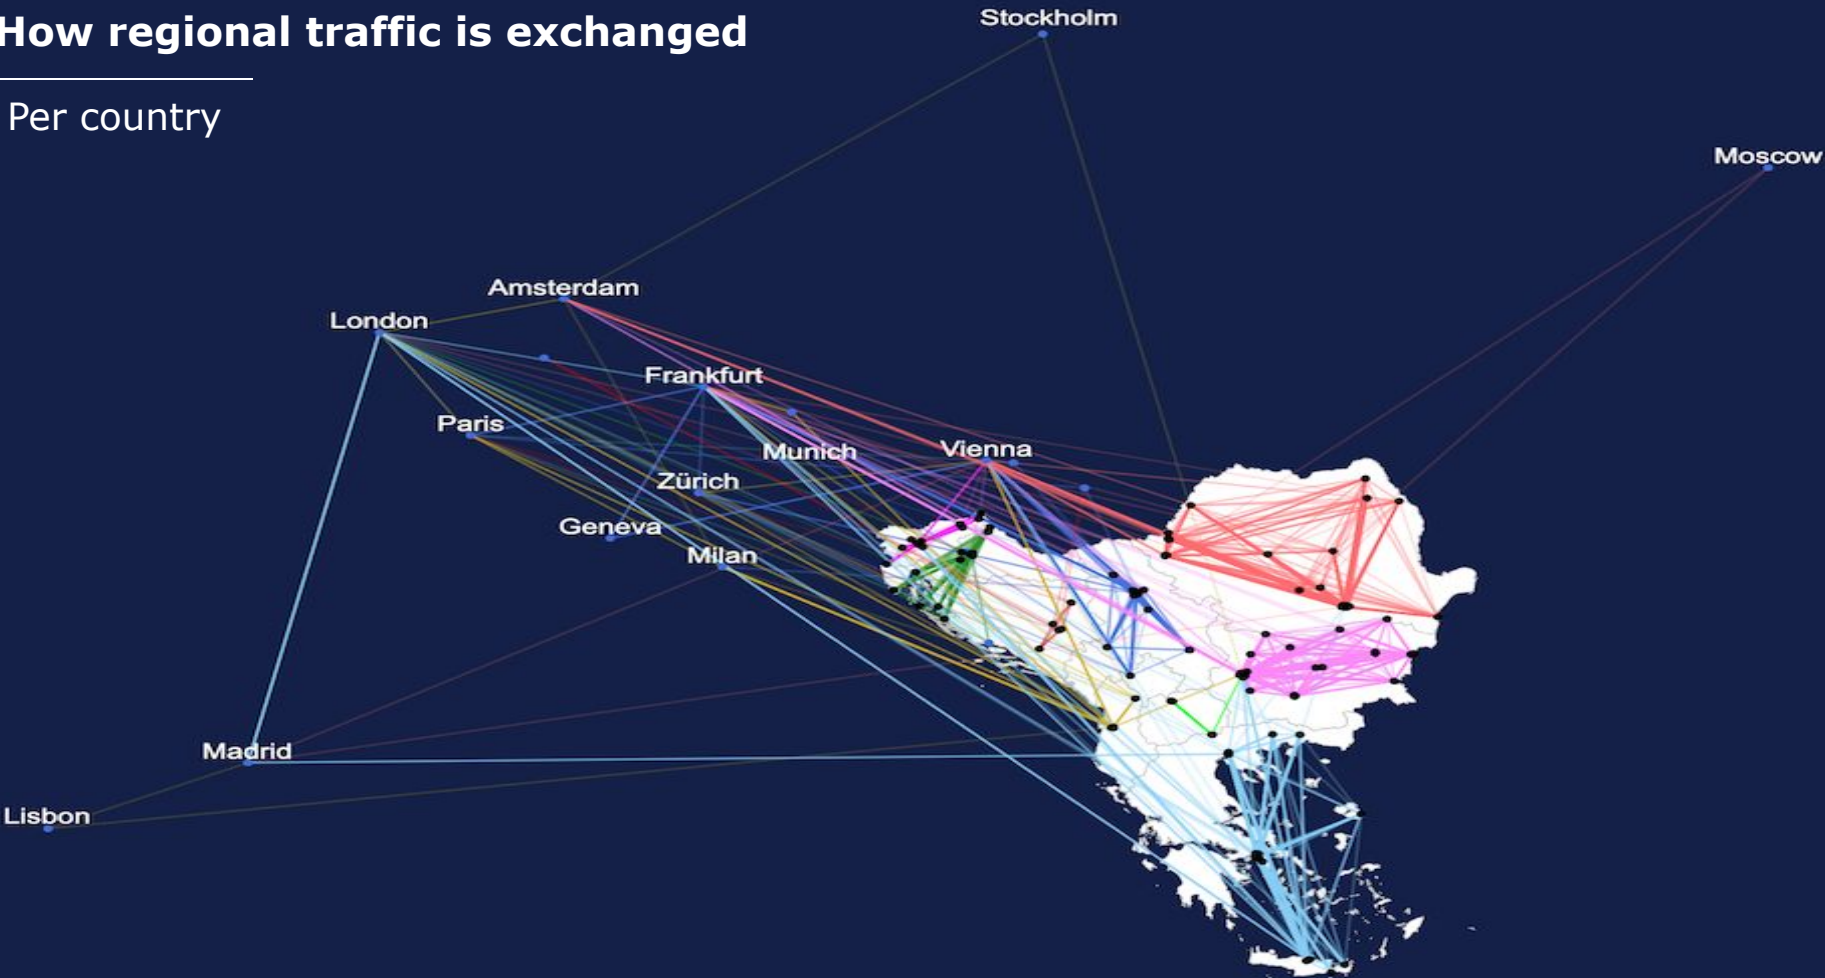 How regional traffic is exchanged
Per country
Stockholm
Moscow
Amsterdam
London
Frankfurt
Paris
Munich
Vienna
Zürich
Geneva
Milan
Madrid
Lisbon